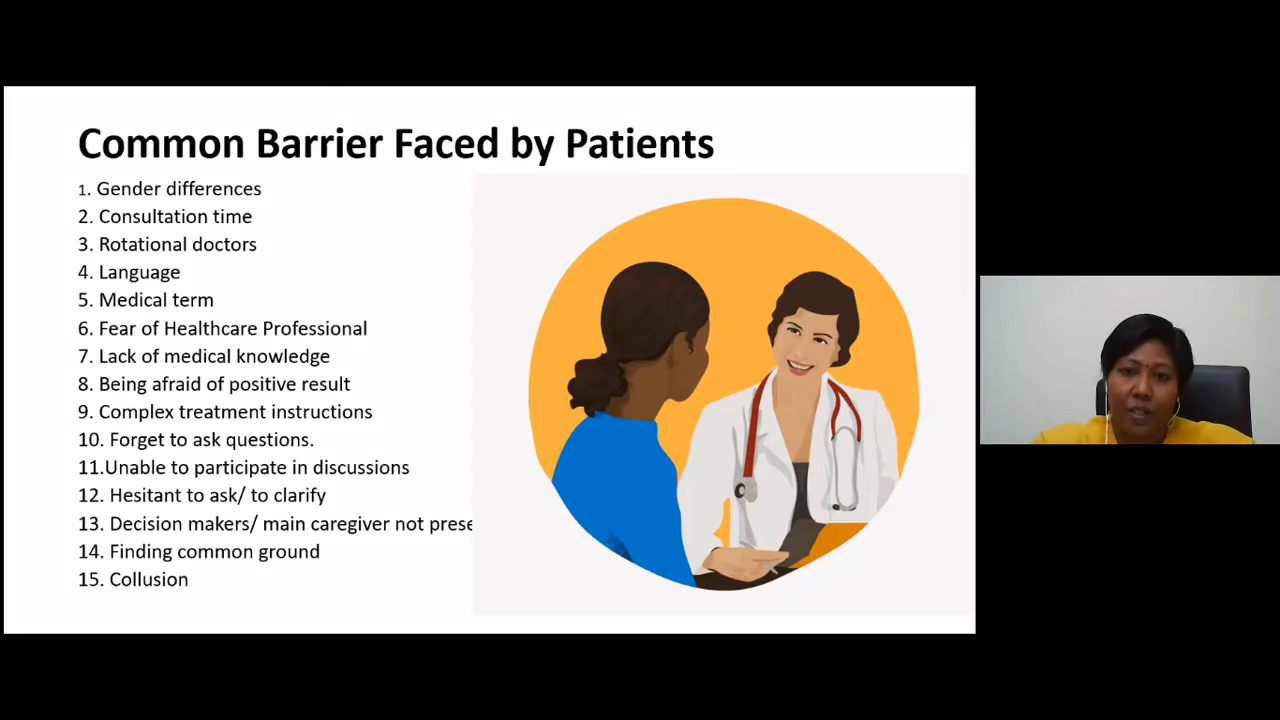 Common Barrier Faced by Patients
1. Gender differences
2. Consultation time
3. Rotational doctors
4. Language
5. Medical term
6. Fear of Healthcare Professional
7. Lack of medical knowledge
8. Being afraid of positive result
9. Complex treatment instructions
10. Forget to ask questions.
11.Unable to participate in discussions
12. Hesitant to ask/ to clarify
13. Decision makers/ main caregiver not prese
14. Finding common ground
15. Collusion